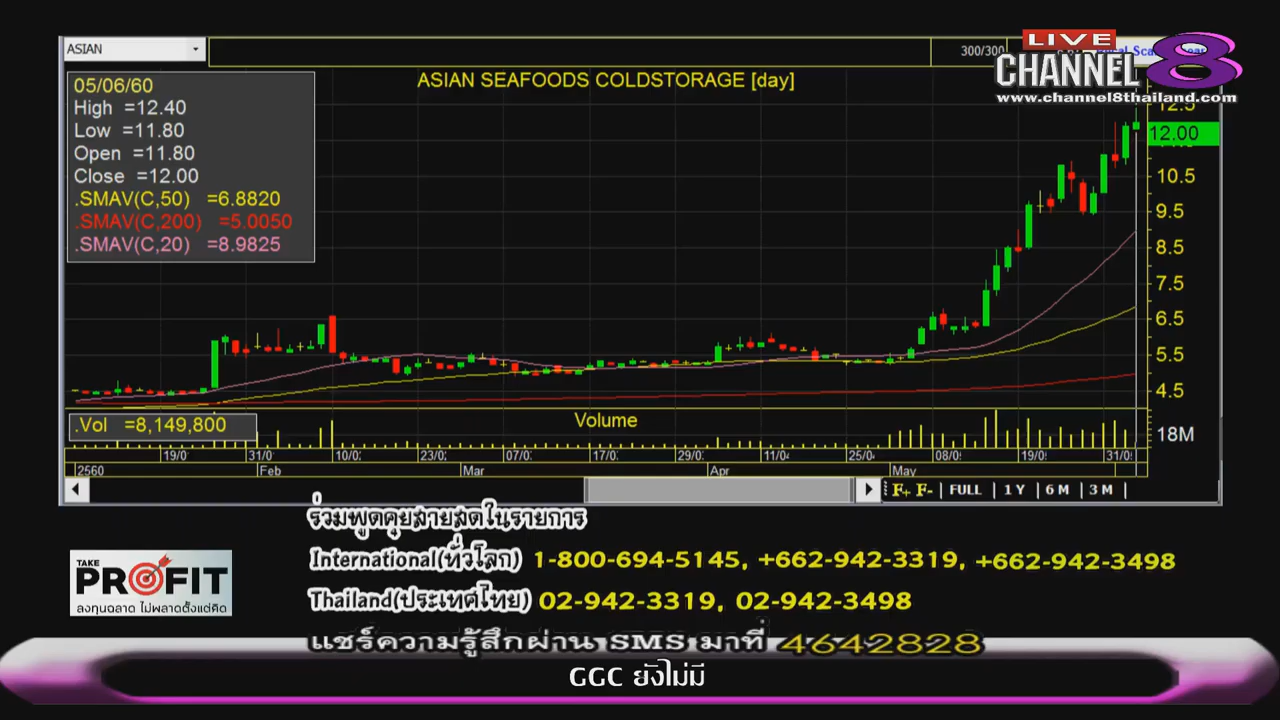 ASIAN
300/300
LIVE
CHANNEL 8
www.channel8thailand.com
ASIAN SEAFOODS COLDSTORAGE [day]
05/06/60
High =12.40
Low =11.80
Open =11.80
Close =12.00
.SMAV(C,50) =6.8820
.SMAV(C,200) =5.0050
.SMAV(C,20) =8.9825
12.5
12.00
10.5
9.5
8.5
7.5
6.5
5.5
4.5
.Vol =8,149,800
Volume
18M
19/0 31/0 10/0 23/0 07/0 17/0 29/0 11/0 25/0 08/0 19/0 31/0
2560 Feb Mar Apr May
F+ F- FULL 1 Y 6 M 3 M
ร่วมพูดคุยสายสดในรายการ
International(ทั่วโลก) 1-800-694-5145, +662-942-3319, +662-942-3498
TAKE
PROFIT
ลงทุนฉลาด ไม่พลาดตั้งแต่คิด
Thailand(ประเทศไทย) 02-942-3319, 02-942-3498
แชร์ความรู้สึกผ่าน SMS มาที่ 4642828
GGC ยังไม่มี